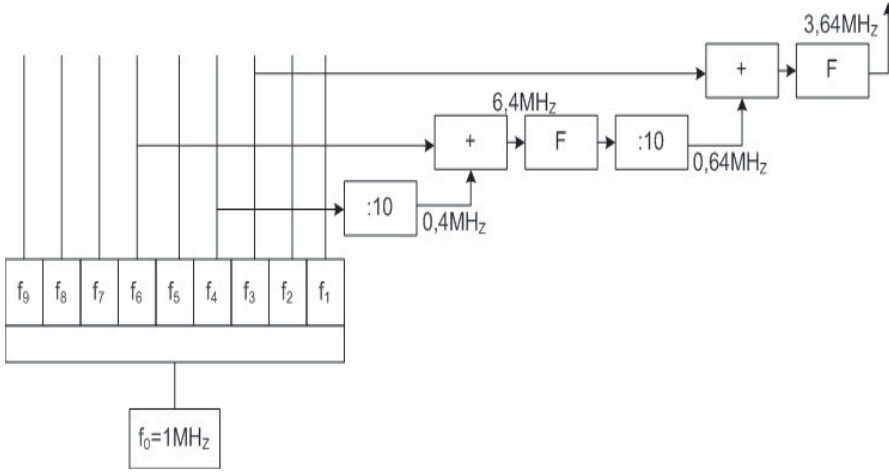 3,64MHz
+
F
6,4MHz
+
F
:10
0,64MHz
:10
0,4MHz
f9 f8 f7 f6 f5 f4 f3 f2 f1
f0=1MHz